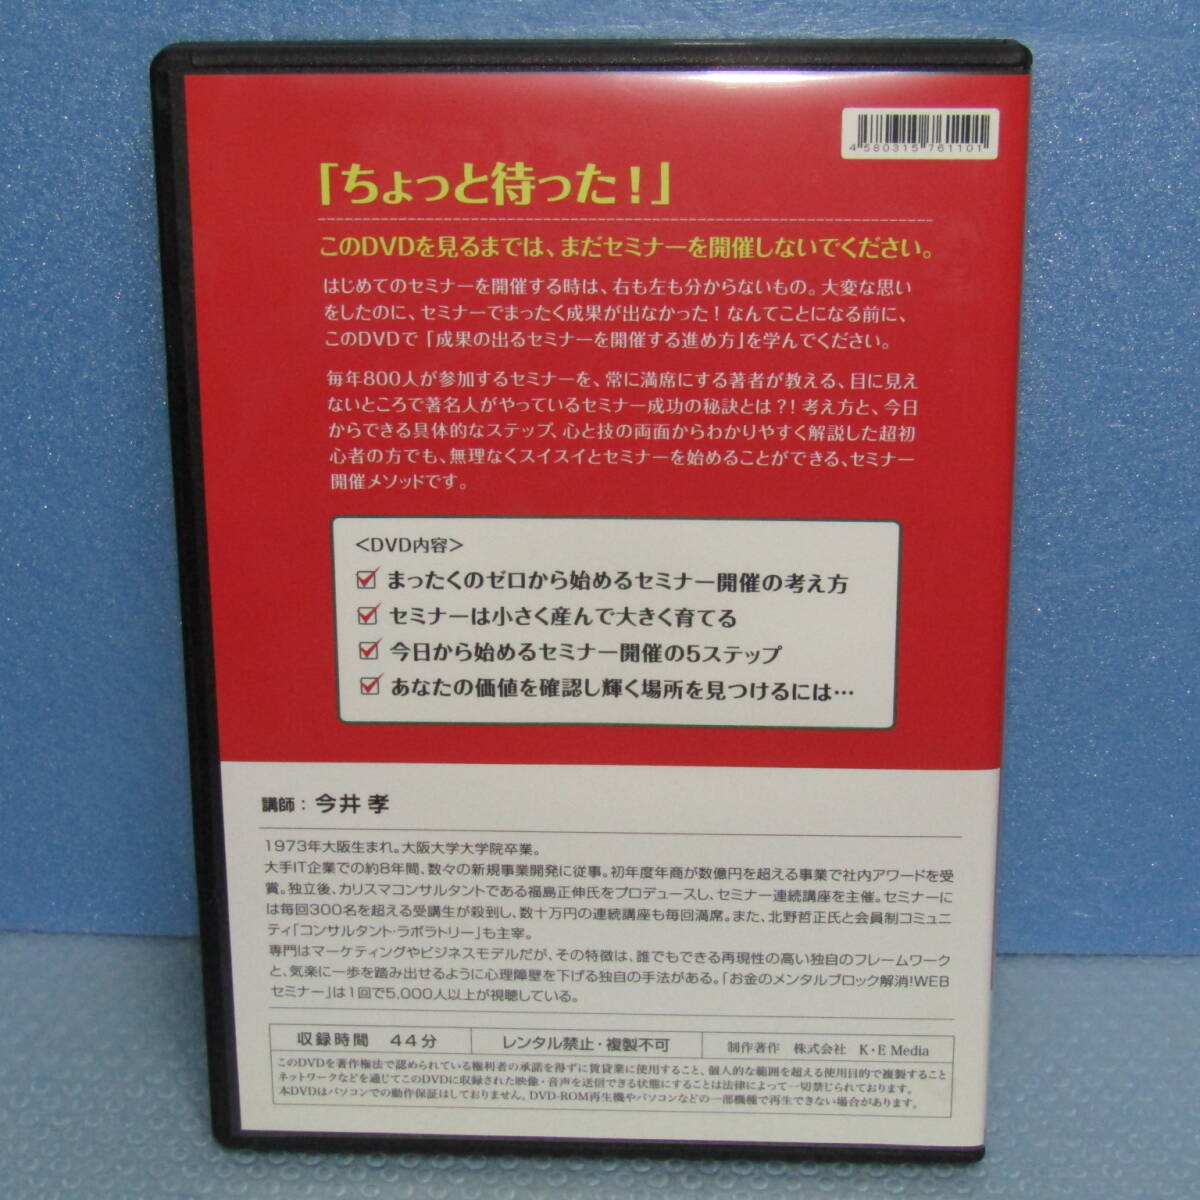 4 580315 761101
「ちょっと待った！」
このDVDを見るまでは、まだセミナーを開催しないでください。
はじめてのセミナーを開催する時は、右も左も分からないもの。大変な思い
をしたのに、セミナーでまったく成果が出なかった！なんてことになる前に、
このDVDで「成果の出るセミナーを開催する進め方」を学んでください。
毎年800人が参加するセミナーを、常に満席にする著者が教える、目に見え
ないところで著名人がやっているセミナー成功の秘訣とは?！考え方と、今日
からできる具体的なステップ、心と技の両面からわかりやすく解説した超初
心者の方でも、無理なくスイスイとセミナーを始めることができる、セミナー
開催メソッドです。
＜DVD内容＞
まったくのゼロから始めるセミナー開催の考え方
セミナーは小さく産んで大きく育てる
今日から始めるセミナー開催の5ステップ
あなたの価値を確認し輝く場所を見つけるには…
講師：今井 孝
1973年大阪生まれ。大阪大学大学院卒業。
大手IT企業での約8年間、数々の新規事業開発に従事。初年度年商が数億円を超える事業で社内アワードを受
賞。独立後、カリスマコンサルタントである福島正伸氏をプロデュースし、セミナー連続講座を主催。セミナーに
は毎回300名を超える受講生が殺到し、数十万円の連続講座も毎回満席。また、北野哲正氏と会員制コミュニ
ティ「コンサルタント・ラボラトリー」も主宰。
専門はマーケティングやビジネスモデルだが、その特徴は、誰でもできる再現性の高い独自のフレームワーク
と、気楽に一歩を踏み出せるように心理障壁を下げる独自の手法がある。「お金のメンタルブロック解消!WEB
セミナー」は1回で5,000人以上が視聴している。
収録時間 44分
レンタル禁止・複製不可
制作著作 株式会社 K・E Media
このDVDを著作権法で認められている権利者の承諾を得ずに賃貸業に使用すること、個人的な範囲を超える使用目的で複製すること
ネットワークなどを通じてこのDVDに収録された映像・音声を送信できる状態にすることは法律によって一切禁じられております。
本DVDはパソコンでの動作保証はしておりません。DVD-ROM再生機やパソコンなどの一部機種で再生できない場合があります。